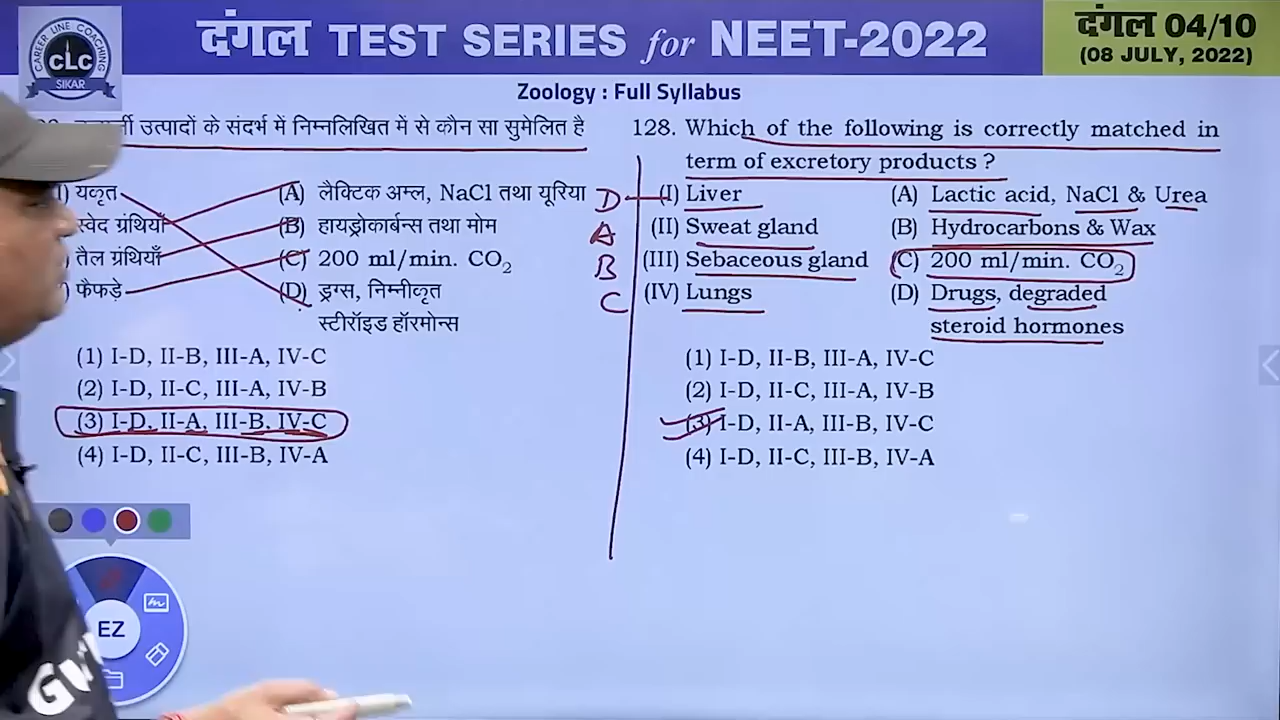 CAREER LINE COACHING
CLC
SIKAR
दंगल TEST SERIES for NEET-2022
दंगल 04/10
(08 JULY, 2022)
Zoology : Full Syllabus
उत्पादों के संदर्भ में निम्नलिखित में से कौन सा सुमेलित है
यकृत (A) लैक्टिक अम्ल, NaCl तथा यूरिया
स्वेद ग्रंथियाँ (B) हायड्रोकार्बन्स तथा मोम
तैल ग्रंथियाँ (C) 200 ml/min. CO₂
फैफड़े (D) ड्रग्स, निम्नीकृत
स्टीरॉइड हॉरमोन्स
(1) I-D, II-B, III-A, IV-C
(2) I-D, II-C, III-A, IV-B
(3) I-D, II-A, III-B, IV-C
(4) I-D, II-C, III-B, IV-A
128. Which of the following is correctly matched in
term of excretory products ?
D (I) Liver (A) Lactic acid, NaCl & Urea
A (II) Sweat gland (B) Hydrocarbons & Wax
B (III) Sebaceous gland (C) 200 ml/min. CO₂
C (IV) Lungs (D) Drugs, degraded
steroid hormones
(1) I-D, II-B, III-A, IV-C
(2) I-D, II-C, III-A, IV-B
(3) I-D, II-A, III-B, IV-C
(4) I-D, II-C, III-B, IV-A
EZ